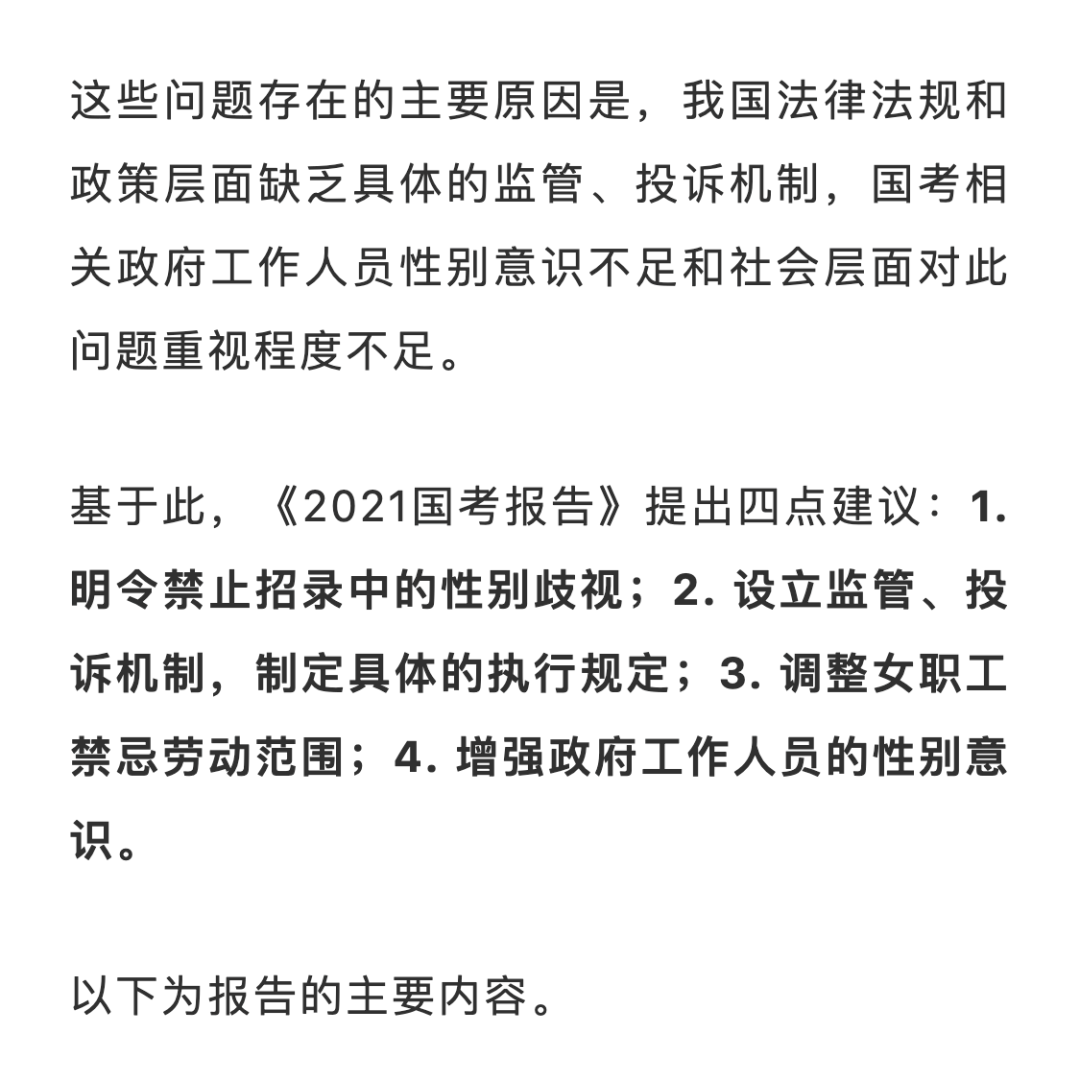 这些问题存在的主要原因是，我国法律法规和
政策层面缺乏具体的监管、投诉机制，国考相
关政府工作人员性别意识不足和社会层面对此
问题重视程度不足。
基于此，《2021国考报告》提出四点建议：1.
明令禁止招录中的性别歧视；2. 设立监管、投
诉机制，制定具体的执行规定；3. 调整女职工
禁忌劳动范围；4. 增强政府工作人员的性别意
识。
以下为报告的主要内容。